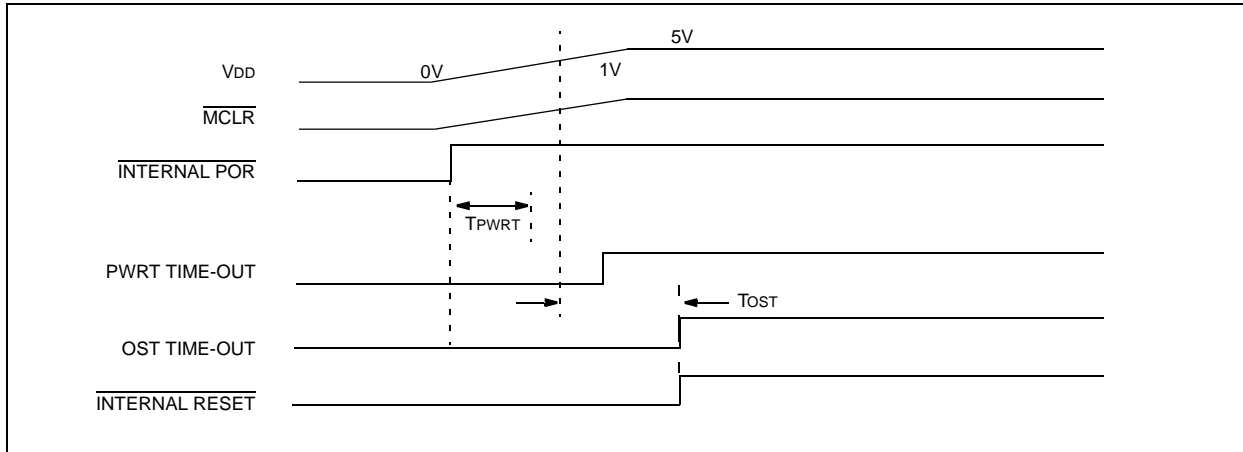 5V
VDD 0V 1V
MCLR
INTERNAL POR
TPWRT
PWRT TIME-OUT
TOST
OST TIME-OUT
INTERNAL RESET